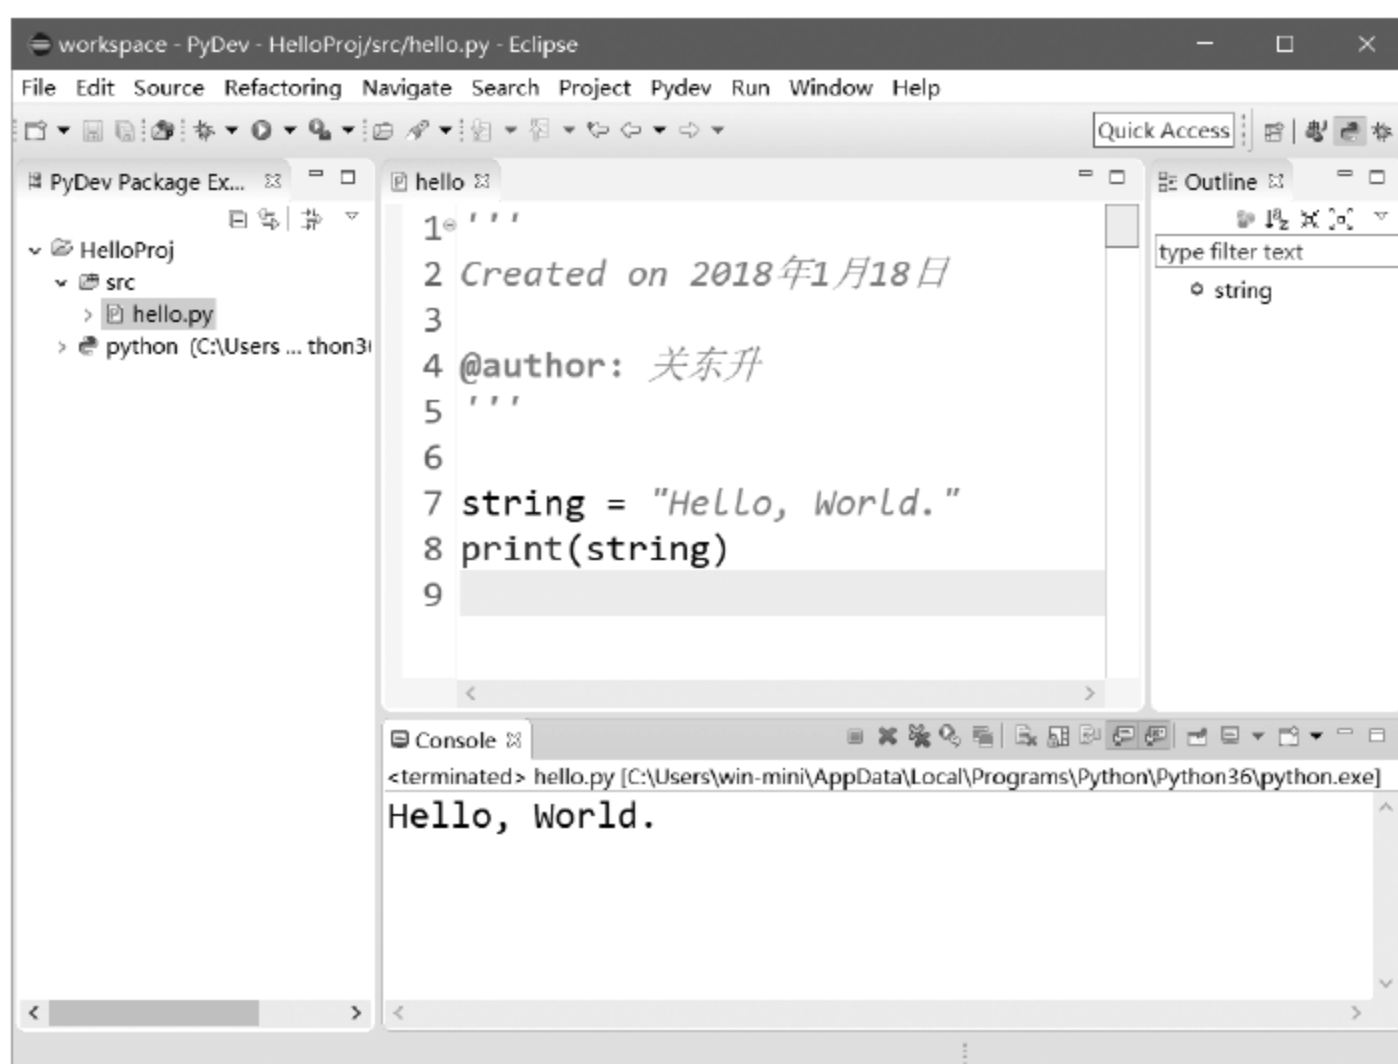 workspace - PyDev - HelloProj/src/hello.py - Eclipse
File Edit Source Refactoring Navigate Search Project Pydev Run Window Help
Quick Access
PyDev Package Ex...
HelloProj
src
hello.py
python (C:\Users ... thon3
hello
1 '''
2 Created on 2018年1月18日
3
4 @author: 关东升
5 '''
6
7 string = "Hello, World."
8 print(string)
9
Outline
type filter text
string
Console
<terminated> hello.py [C:\Users\win-mini\AppData\Local\Programs\Python\Python36\python.exe]
Hello, World.